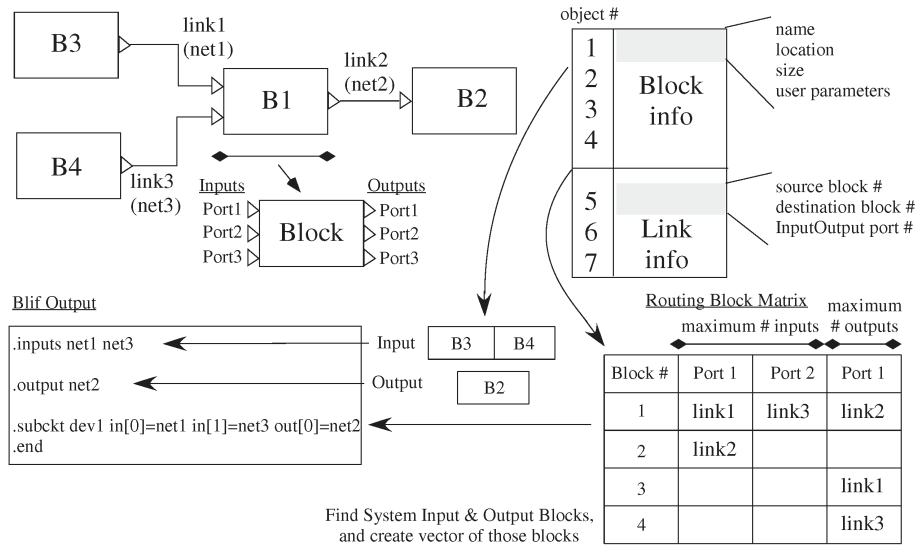 object #
link1
(net1)
B3
name
location
size
user parameters
1
2
3
4
Block
info
link2
(net2)
B1
B2
B4
link3
(net3)
Inputs
Outputs
Port1
Port2
Port3
Block
Port1
Port2
Port3
5
6
7
Link
info
source block #
destination block #
InputOutput port #
Blif Output
.inputs net1 net3
.output net2
.subckt dev1 in[0]=net1 in[1]=net3 out[0]=net2
.end
Input
Output
B3 B4
B2
Routing Block Matrix
maximum # inputs
maximum
# outputs
Block # Port 1 Port 2 Port 1
1 link1 link3 link2
2 link2
3 link1
4 link3
Find System Input & Output Blocks,
and create vector of those blocks